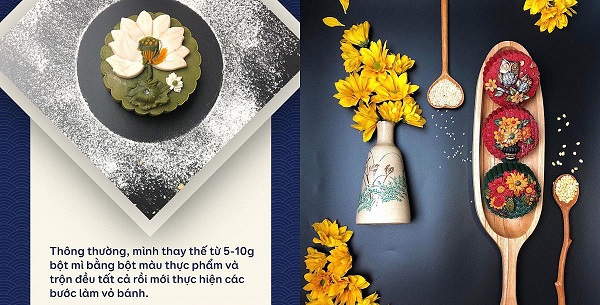 Thông thường, mình thay thế từ 5-10g
bột mì bằng bột màu thực phẩm và
trộn đều tất cả rồi mới thực hiện các
bước làm vỏ bánh.